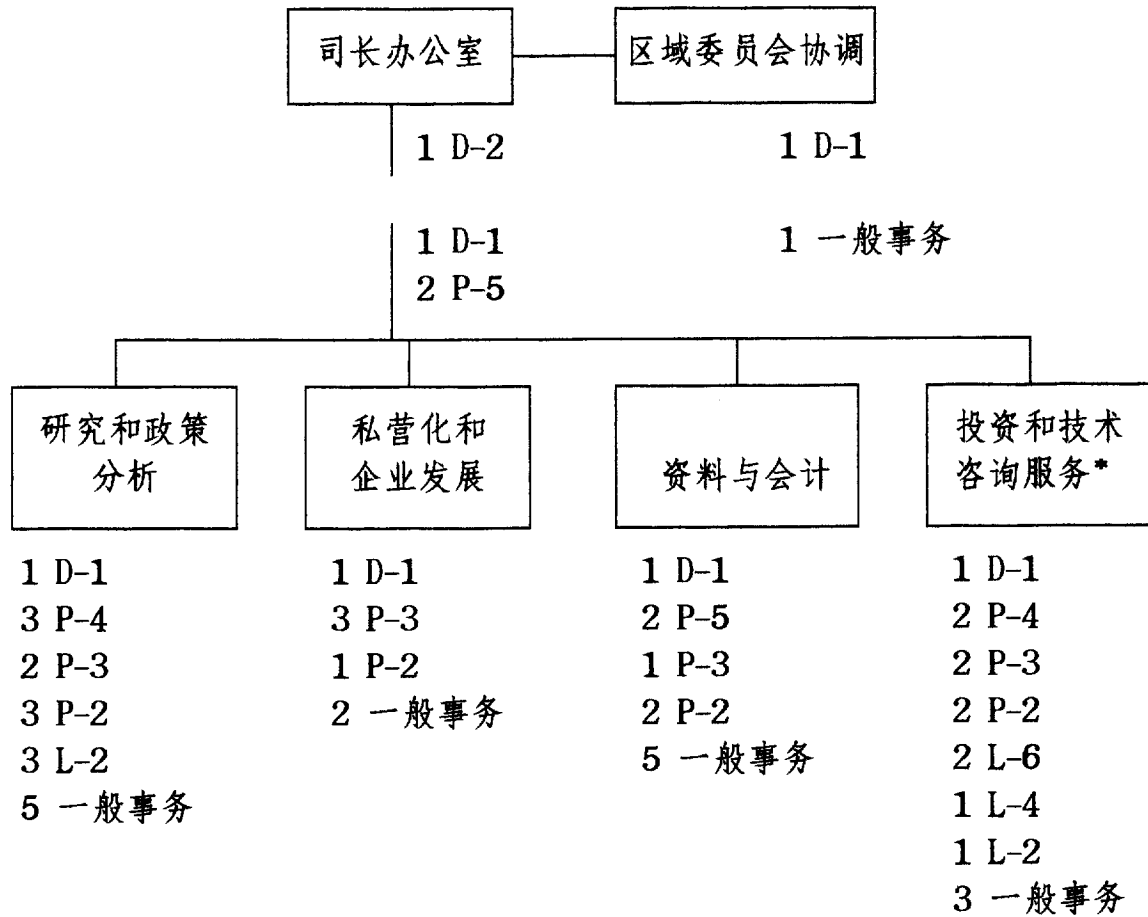 司长办公室
区域委员会协调
1 D-2
1 D-1
1 D-1
2 P-5
1 一般事务
研究和政策
分析
1 D-1
3 P-4
2 P-3
3 P-2
3 L-2
5 一般事务
私营化和
企业发展
1 D-1
3 P-3
1 P-2
2 一般事务
资料与会计
1 D-1
2 P-5
1 P-3
2 P-2
5 一般事务
投资和技术
咨询服务*
1 D-1
2 P-4
2 P-3
2 P-2
2 L-6
1 L-4
1 L-2
3 一般事务